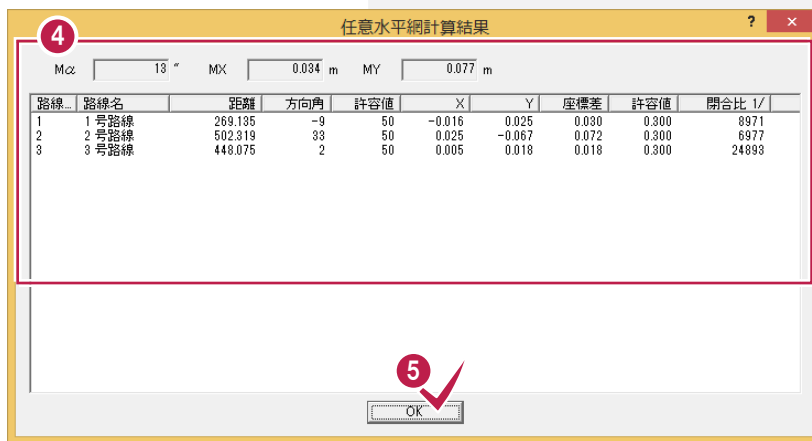 任意水平網計算結果 ? ×
4
Mα 13 ″ MX 0.034 m MY 0.077 m
路線... 路線名 距離 方向角 許容値 X Y 座標差 許容値 閉合比 1/
1 1 号路線 269.135 -9 50 -0.016 0.025 0.030 0.300 8971
2 2 号路線 502.319 33 50 0.025 -0.067 0.072 0.300 6977
3 3 号路線 448.075 2 50 0.005 0.018 0.018 0.300 24893
5
OK